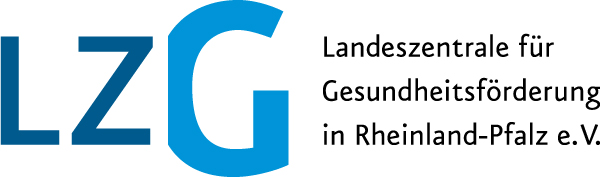 LZG
Landeszentrale für
Gesundheitsförderung
in Rheinland-Pfalz e.V.